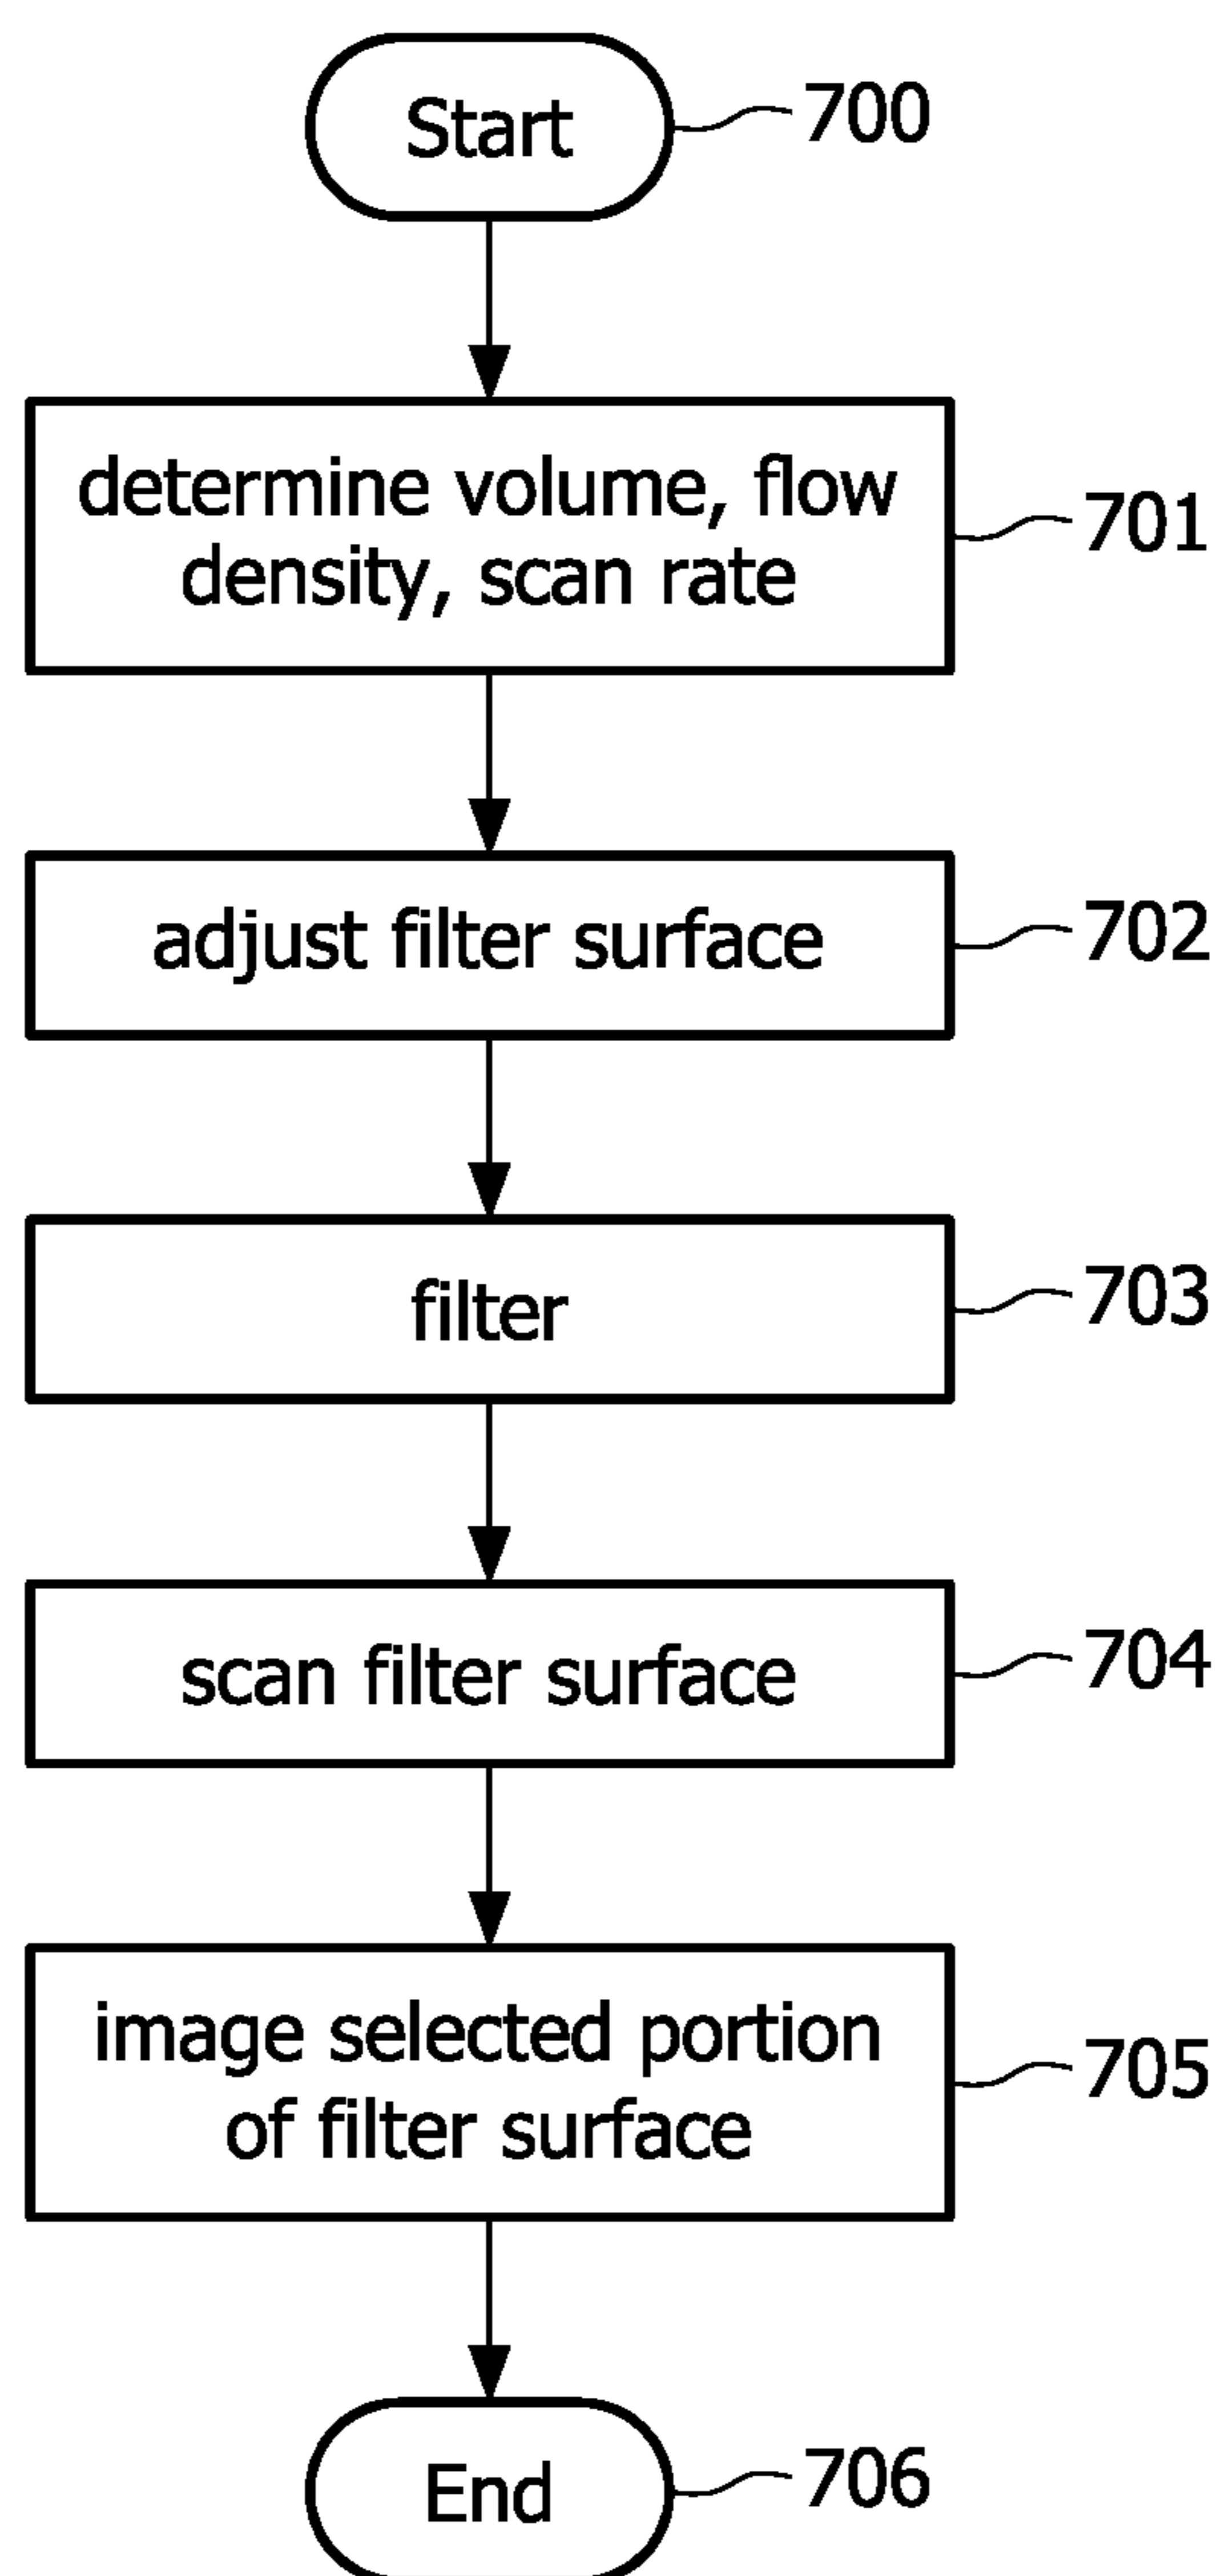 Start
700
determine volume, flow
density, scan rate
701
adjust filter surface
702
filter
703
scan filter surface
704
image selected portion
of filter surface
705
End
706